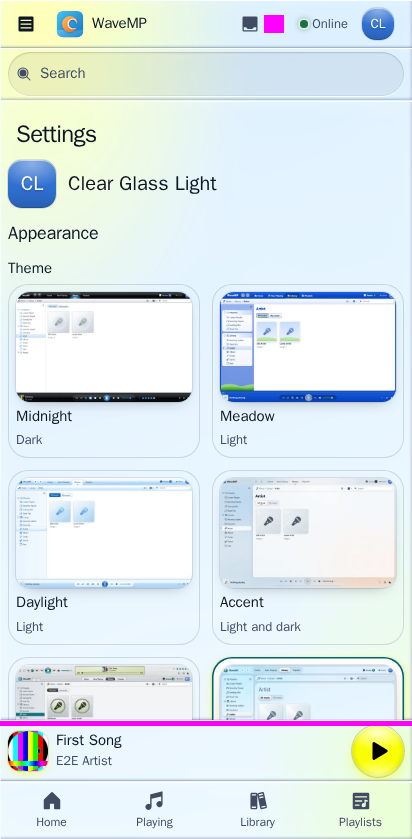 WaveMP
Online
CL
Search
Settings
CL
Clear Glass Light
Appearance
Theme
Midnight
Dark
Meadow
Light
Daylight
Light
Artist
Accent
Light and dark
Artist
First Song
E2E Artist
Home
Playing
Library
Playlists